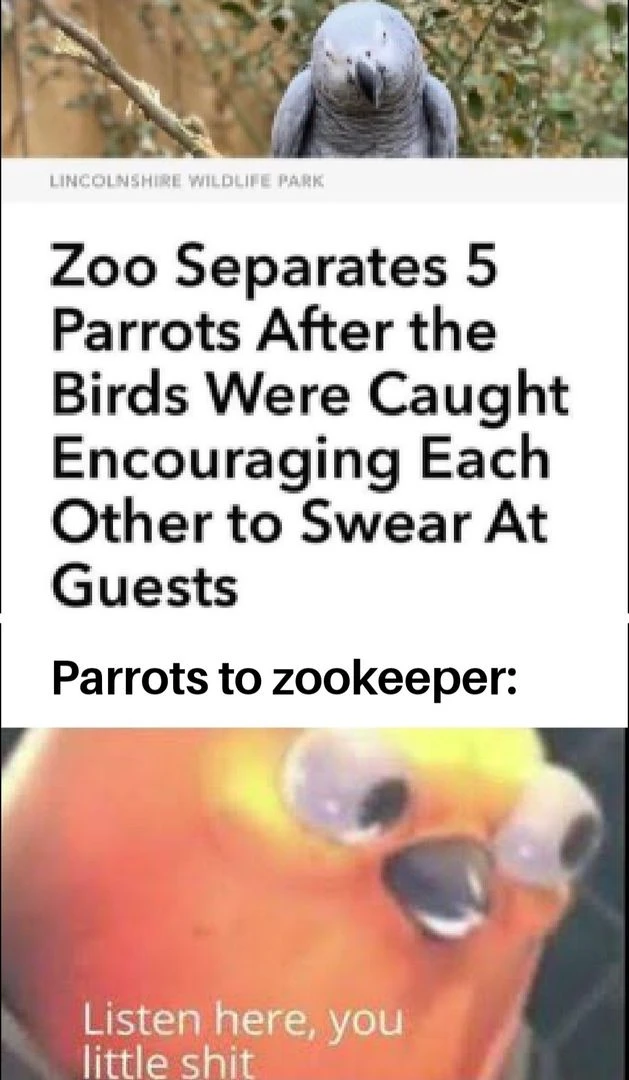 LINCOLNSHIRE WILDLIFE PARK
Zoo Separates 5
Parrots After the
Birds Were Caught
Encouraging Each
Other to Swear At
Guests
Parrots to zookeeper:
Listen here, you
little shit